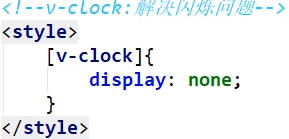 <!--v-clock:解决闪烁问题-->
<style>
[v-clock]{
display: none;
}
</style>